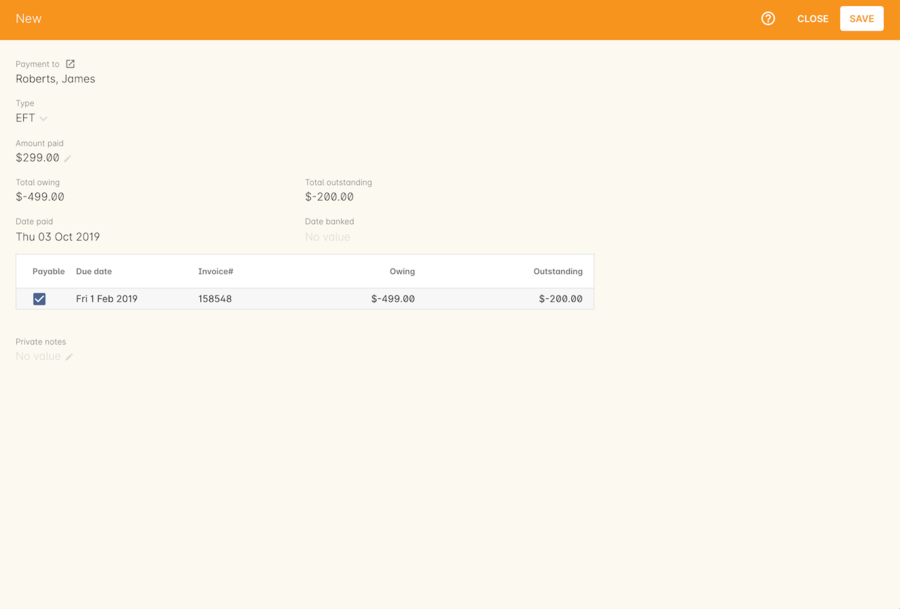 New
CLOSE
SAVE
Payment to
Roberts, James
Type
EFT
Amount paid
$299.00
Total owing Total outstanding
$-499.00 $-200.00
Date paid Date banked
Thu 03 Oct 2019 No value
Payable Due date Invoice# Owing Outstanding
Fri 1 Feb 2019 158548 $-499.00 $-200.00
Private notes
No value